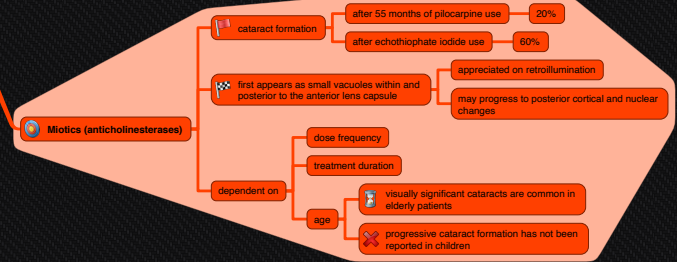 Miotics (anticholinesterases)
cataract formation
after 55 months of pilocarpine use
20%
after echothiophate iodide use
60%
first appears as small vacuoles within and
posterior to the anterior lens capsule
appreciated on retroillumination
may progress to posterior cortical and nuclear
changes
dependent on
dose frequency
treatment duration
age
visually significant cataracts are common in
elderly patients
progressive cataract formation has not been
reported in children